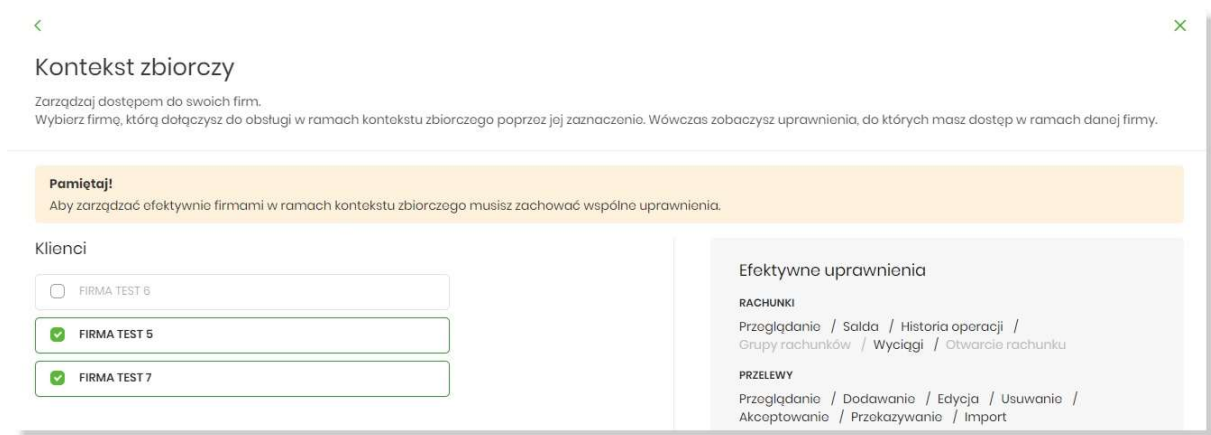 Kontekst zbiorczy
Zarządzaj dostępem do swoich firm.
Wybierz firmę, którą dołączysz do obsługi w ramach kontekstu zbiorczego poprzez jej zaznaczenie. Wówczas zobaczysz uprawnienia, do których masz dostęp w ramach danej firmy.
Pamiętaj!
Aby zarządzać efektywnie firmami w ramach kontekstu zbiorczego musisz zachować wspólne uprawnienia.
Klienci
FIRMA TEST 6
FIRMA TEST 5
FIRMA TEST 7
Efektywne uprawnienia
RACHUNKI
Przeglądanie / Salda / Historia operacji /
Grupy rachunków / Wyciągi / Otwarcie rachunku
PRZELEWY
Przeglądanie / Dodawanie / Edycja / Usuwanie /
Akceptowanie / Przekazywanie / Import